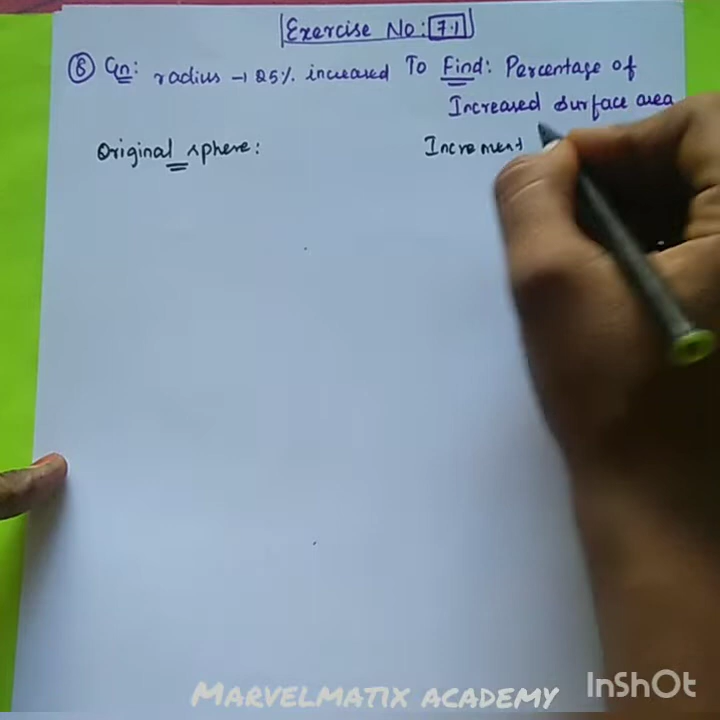 Exercise No: 7.1
⑧ Gn: radius → 25% increased To Find: Percentage of
Increased surface area
Original sphere: Increment
MARVELMATIX ACADEMY
InShOt